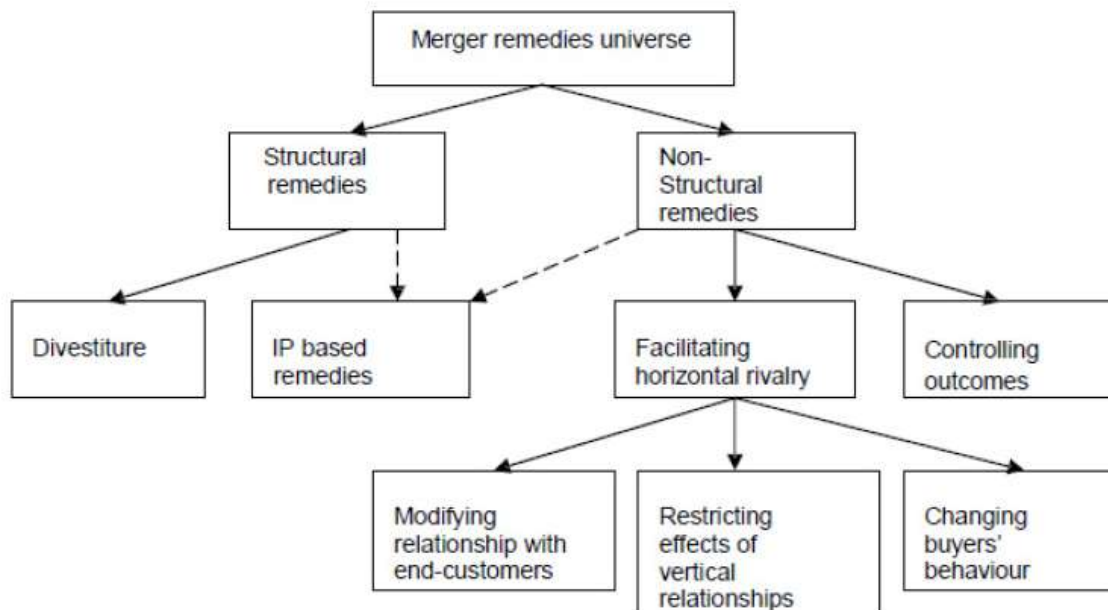 Merger remedies universe
Structural
remedies
Non-
Structural
remedies
Divestiture
IP based
remedies
Facilitating
horizontal rivalry
Controlling
outcomes
Modifying
relationship with
end-customers
Restricting
effects of
vertical
relationships
Changing
buyers'
behaviour